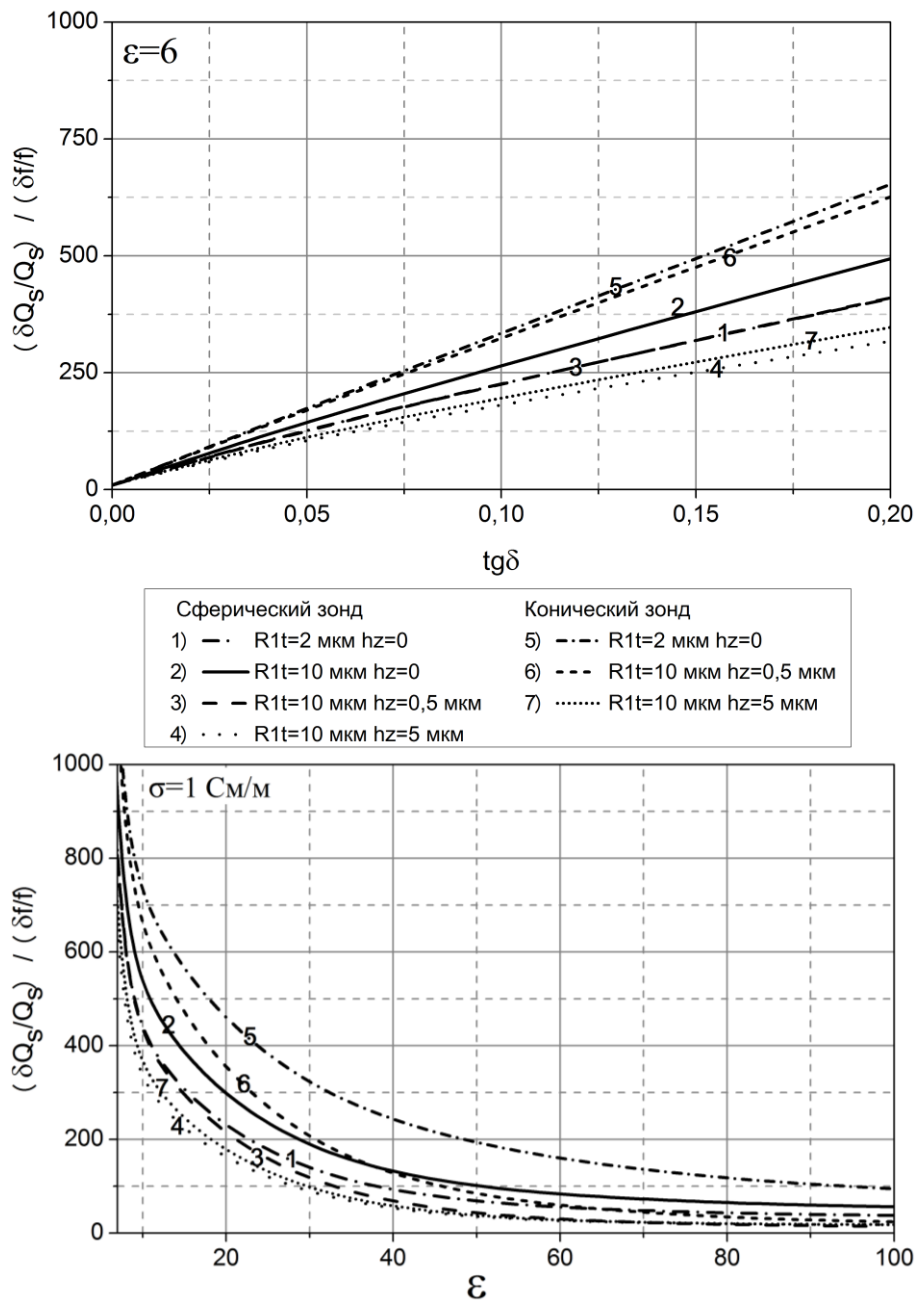 ε=6
( δQs/Qs) / ( δf/f)
1000
750
500
250
0
5
6
2
1
3
7
4
0,00 0,05 0,10 0,15 0,20
tgδ
Сферический зонд
1) R1t=2 мкм hz=0
2) R1t=10 мкм hz=0
3) R1t=10 мкм hz=0,5 мкм
4) R1t=10 мкм hz=5 мкм
Конический зонд
5) R1t=2 мкм hz=0
6) R1t=10 мкм hz=0,5 мкм
7) R1t=10 мкм hz=5 мкм
σ=1 См/м
( δQs/Qs) / ( δf/f)
1000
800
600
400
200
0
2
5
6
7
4
3
1
20 40 60 80 100
ε